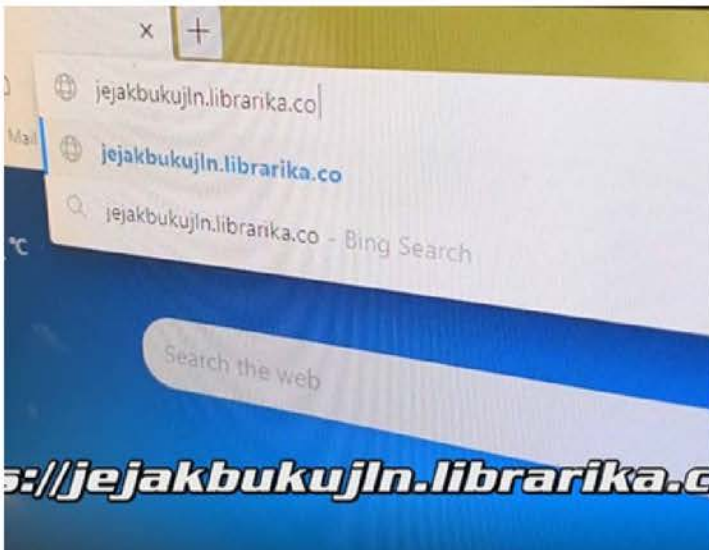 jejakbukujln.librarika.co
Mail
jejakbukujln.librarika.co
jejakbukujln.librarika.co - Bing Search
°C
Search the web
s://jejakbukujln.librarika.c